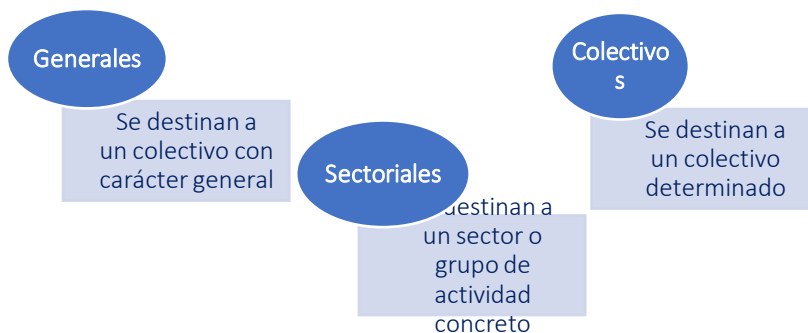 Generales
Se destinan a
un colectivo con
carácter general
Sectoriales
destinan a
un sector o
grupo de
actividad
concreto
Colectivo
s
Se destinan a
un colectivo
determinado